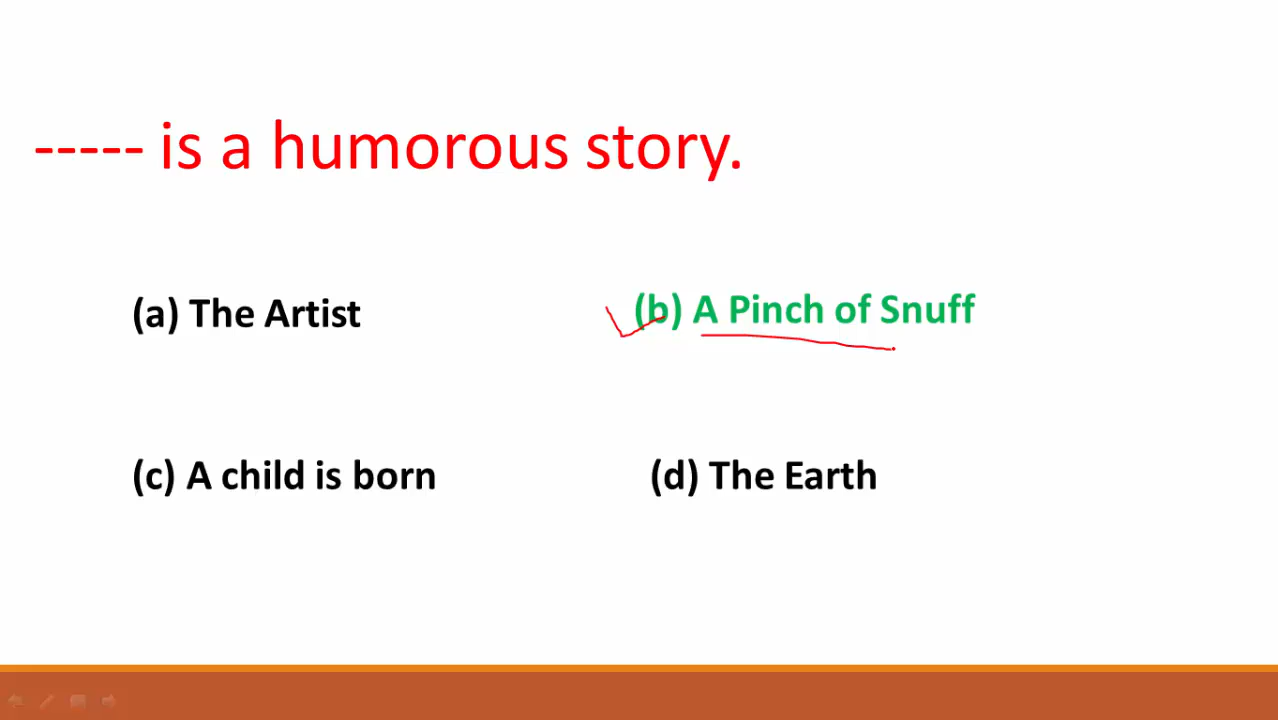 ----- is a humorous story.
(a) The Artist
(b) A Pinch of Snuff
(c) A child is born
(d) The Earth